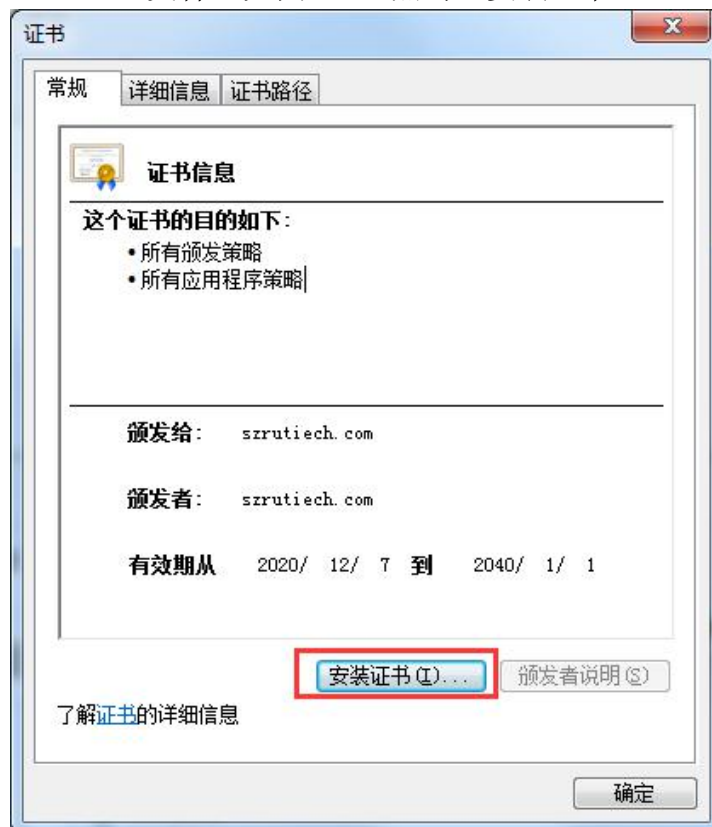 证书
常规 详细信息 证书路径
证书信息
这个证书的目的如下:
•所有颁发策略
•所有应用程序策略
颁发给: szrutiech.com
颁发者: szrutiech.com
有效期从 2020/ 12/ 7 到 2040/ 1/ 1
安装证书(I)... 颁发者说明(S)
了解证书的详细信息
确定